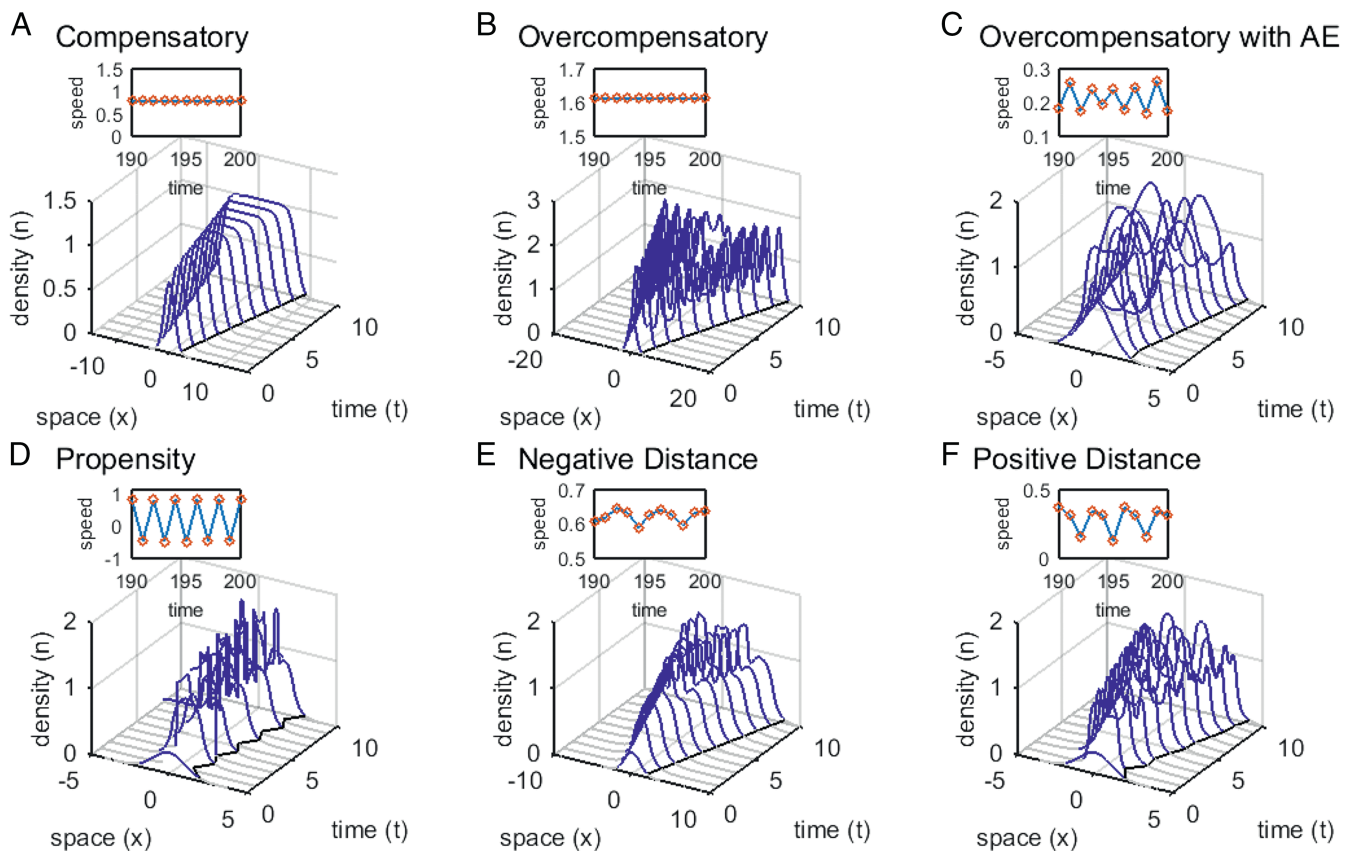 A Compensatory
speed
1.5
1
0.5
0
190 195 200
time
density (n)
1.5
1
0.5
0
-10
0
10
space (x)
0
5
10
time (t)
B Overcompensatory
speed
1.7
1.6
1.5
190 195 200
time
density (n)
3
2
1
0
-20
0
20
space (x)
0
5
10
time (t)
C Overcompensatory with AE
speed
0.3
0.2
0.1
190 195 200
time
density (n)
2
1
0
-5
0
5
space (x)
0
5
10
time (t)
D Propensity
speed
1
0
-1
190 195 200
time
density (n)
2
1
0
-5
0
5
space (x)
0
5
10
time (t)
E Negative Distance
speed
0.7
0.6
0.5
190 195 200
time
density (n)
2
1
0
-10
0
10
space (x)
0
5
10
time (t)
F Positive Distance
speed
0.5
0
190 195 200
time
density (n)
2
1
0
-5
0
5
space (x)
0
5
10
time (t)